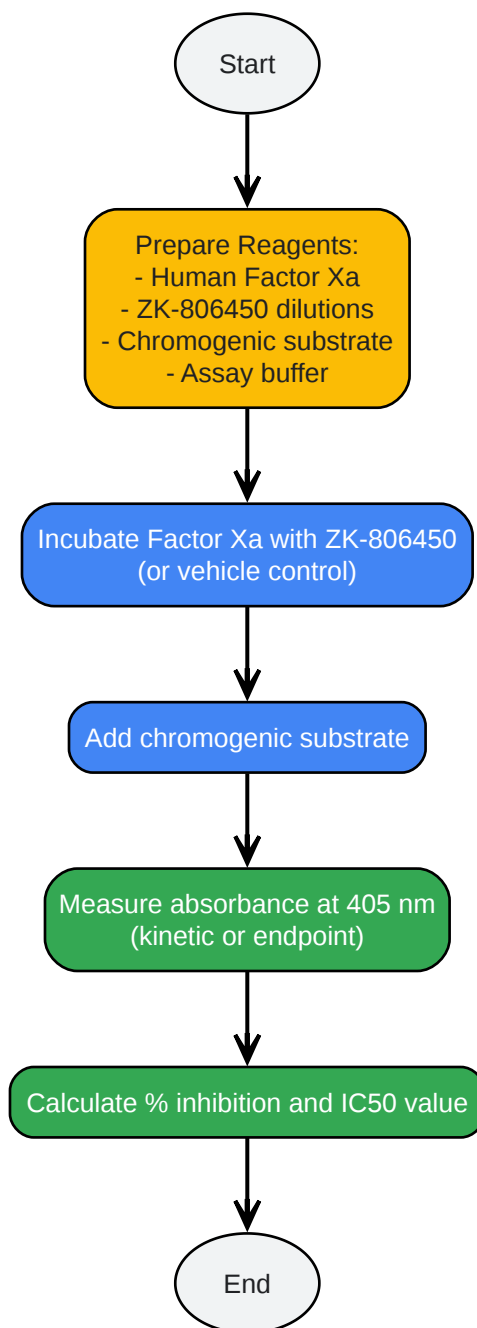 Start
Prepare Reagents:
- Human Factor Xa
- ZK-806450 dilutions
- Chromogenic substrate
- Assay buffer
Incubate Factor Xa with ZK-806450
(or vehicle control)
Add chromogenic substrate
Measure absorbance at 405 nm
(kinetic or endpoint)
Calculate % inhibition and IC50 value
End